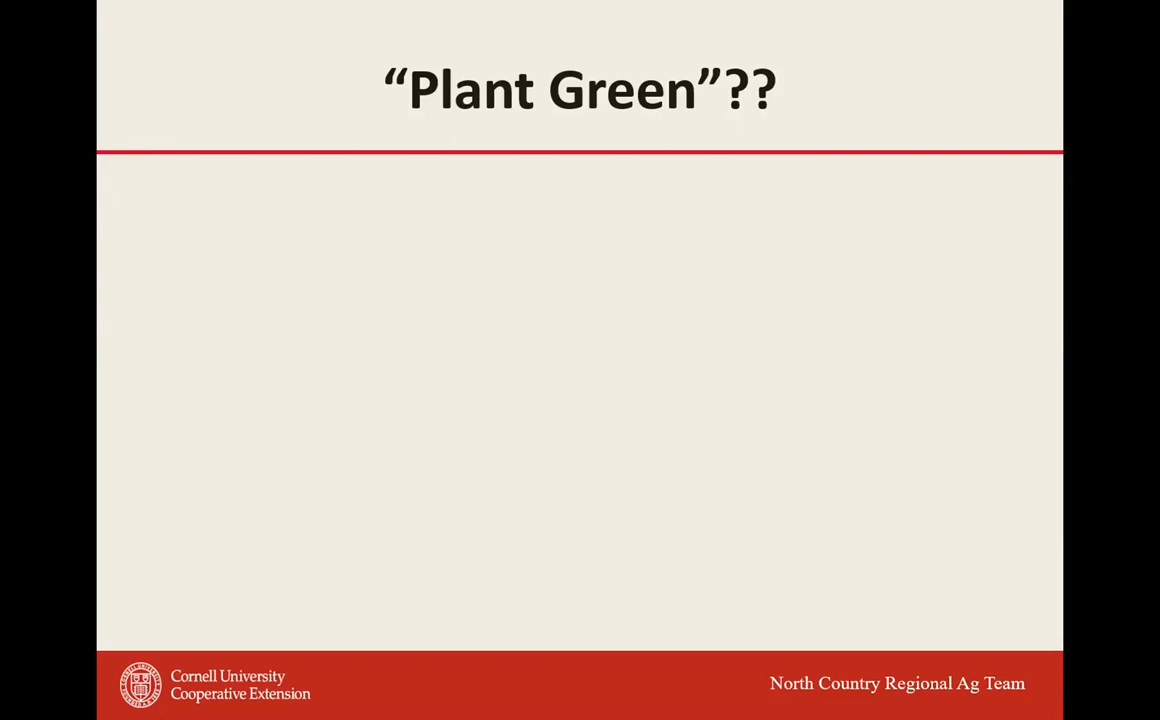 “Plant Green”??
Cornell University
Cooperative Extension
North Country Regional Ag Team